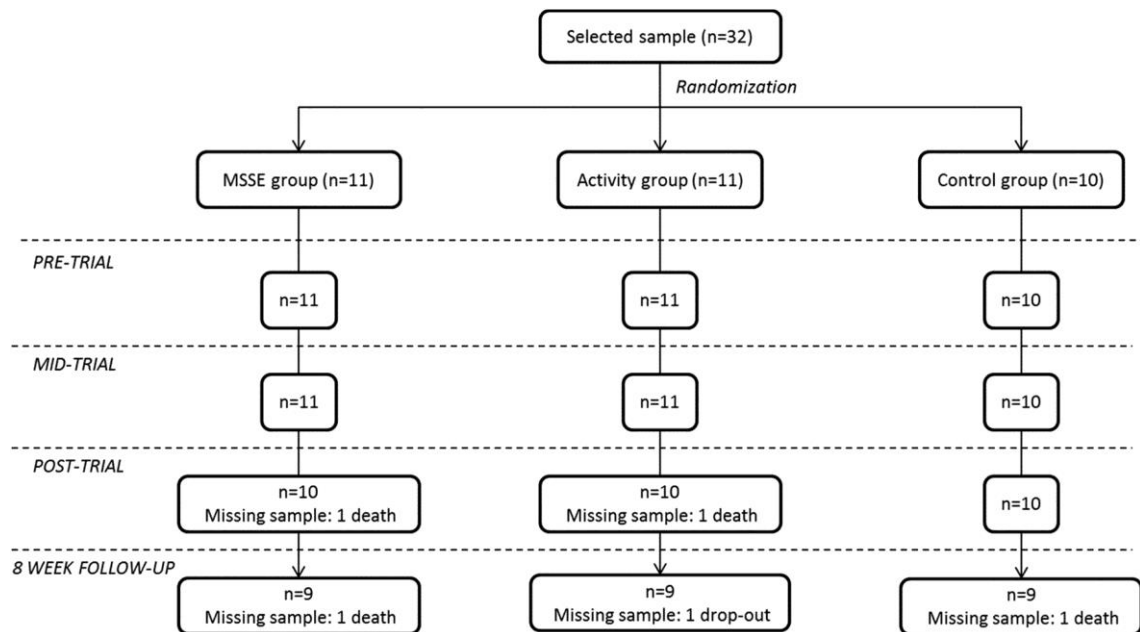 Selected sample (n=32)
Randomization
MSSE group (n=11)
Activity group (n=11)
Control group (n=10)
PRE-TRIAL
n=11
n=11
n=10
MID-TRIAL
n=11
n=11
n=10
POST-TRIAL
n=10
Missing sample: 1 death
n=10
Missing sample: 1 death
n=10
8 WEEK FOLLOW-UP
n=9
Missing sample: 1 death
n=9
Missing sample: 1 drop-out
n=9
Missing sample: 1 death